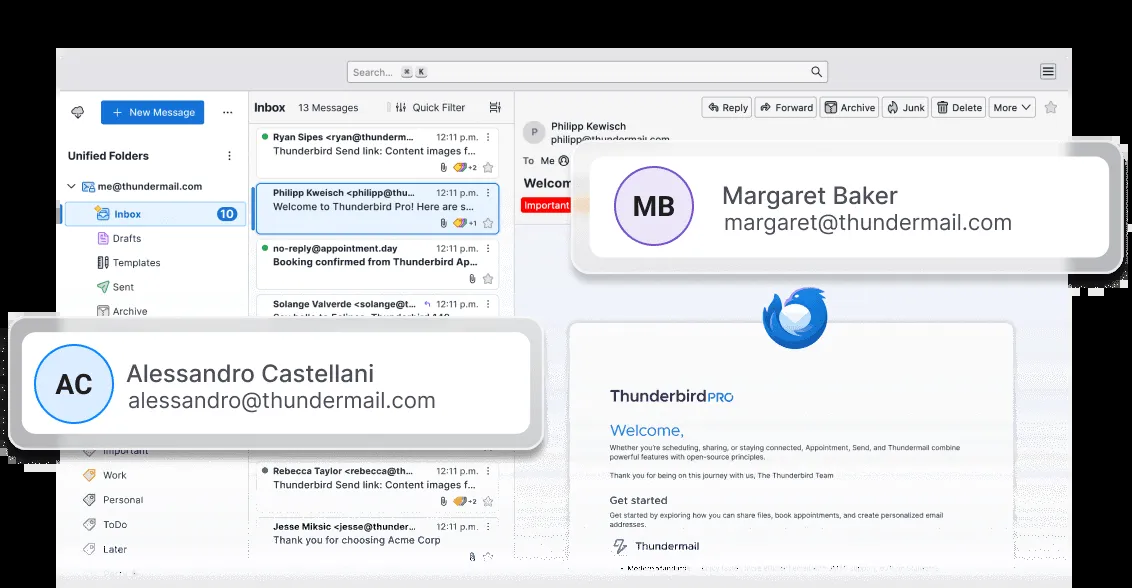 Search... ⌘ K
New Message
Unified Folders
me@thundermail.com
Inbox 10
Drafts
Templates
Sent
Archive
Important
Work
Personal
ToDo
Later
Inbox 13 Messages Quick Filter
Ryan Sipes <ryan@thunderm... 12:11 p.m.
Thunderbird Send link: Content images f...
+2
Philipp Kweisch <philipp@thu... 12:11 p.m.
Welcome to Thunderbird Pro! Here are s...
+1
no-reply@appointment.day 12:11 p.m.
Booking confirmed from Thunderbird Ap...
Solange Valverde <solange@t... 12:11 p.m.
Rebecca Taylor <rebecca@th... 12:11 p.m.
Thunderbird Send link: Content images f...
+2
Jesse Miksic <jesse@thunder... 12:11 p.m.
Thank you for choosing Acme Corp
Reply Forward Archive Junk Delete More
P
Philipp Kewisch
philipp@thundermail.com
To Me
Welcom
Important
MB
Margaret Baker
margaret@thundermail.com
AC
Alessandro Castellani
alessandro@thundermail.com
ThunderbirdPRO
Welcome,
Whether you're scheduling, sharing, or staying connected, Appointment, Send, and Thundermail combine
powerful features with open-source principles.
Thank you for being on this journey with us, The Thunderbird Team
Get started
Get started by exploring how you can share files, book appointments, and create personalized email
addresses.
Thundermail